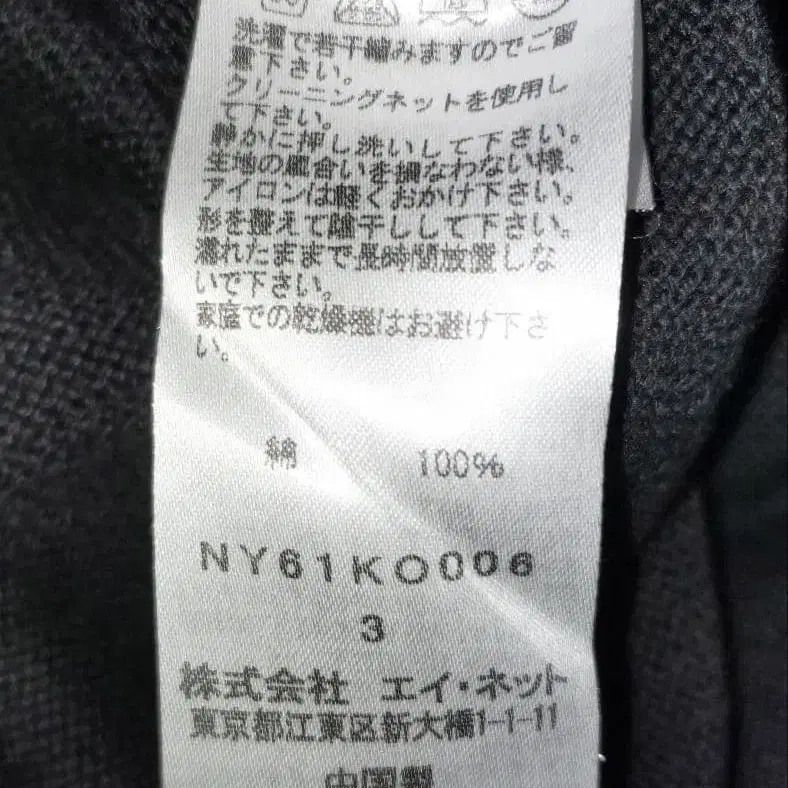 洗濯で若干縮みますのでご留
意下さい。
クリーニングネットを使用し
て下さい。
静かに押し洗いして下さい。
生地の風合いを損なわない様、
アイロンは軽くおかけ下さい。
形を整えて陰干しして下さい。
濡れたままで長時間放置しな
いで下さい。
家庭での乾燥機はお避け下さ
い。
綿 100%
NY61KO006
3
株式会社 エイ・ネット
東京都江東区新大橋1-1-11
中国製